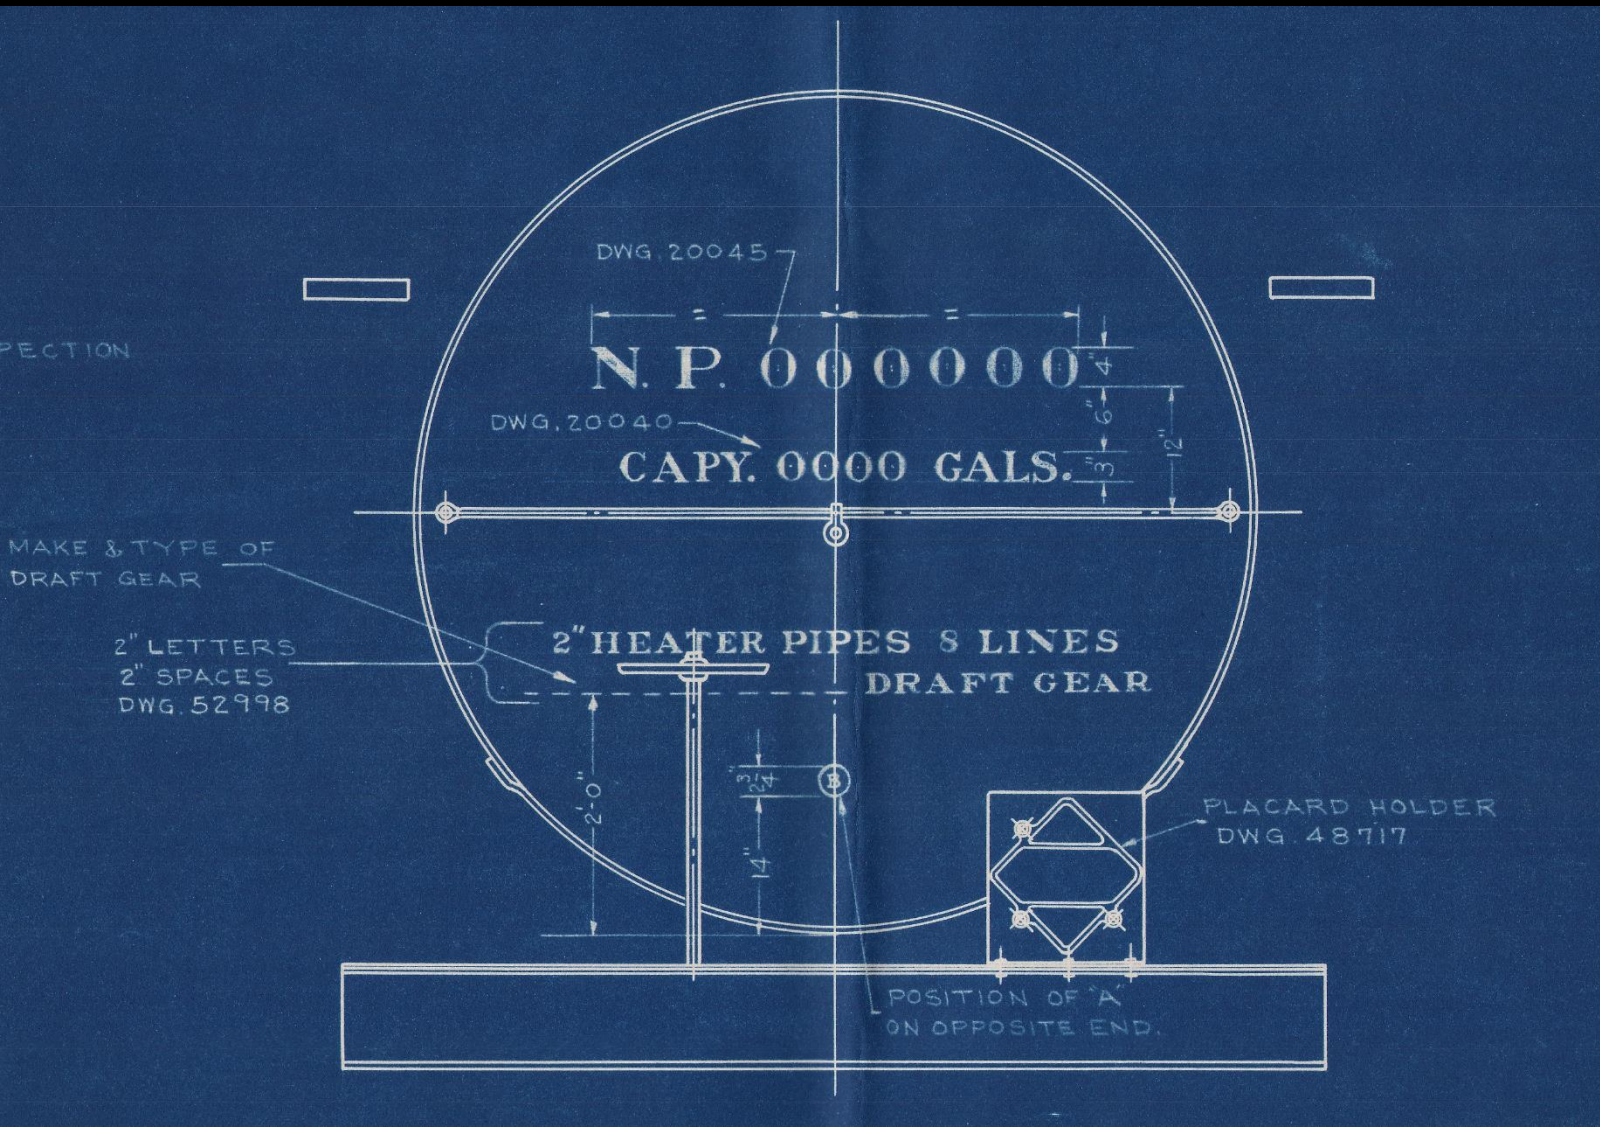 DWG. 20045
= =
N. P. 000000
4"
PECTION
DWG. 20040
6"
12"
CAPY. 0000 GALS.
3"
MAKE & TYPE OF
DRAFT GEAR
2" LETTERS
2" SPACES
DWG. 52998
2" HEATER PIPES 8 LINES
DRAFT GEAR
2'-0"
2 3/4"
B
14"
PLACARD HOLDER
DWG. 48717
POSITION OF "A"
ON OPPOSITE END.